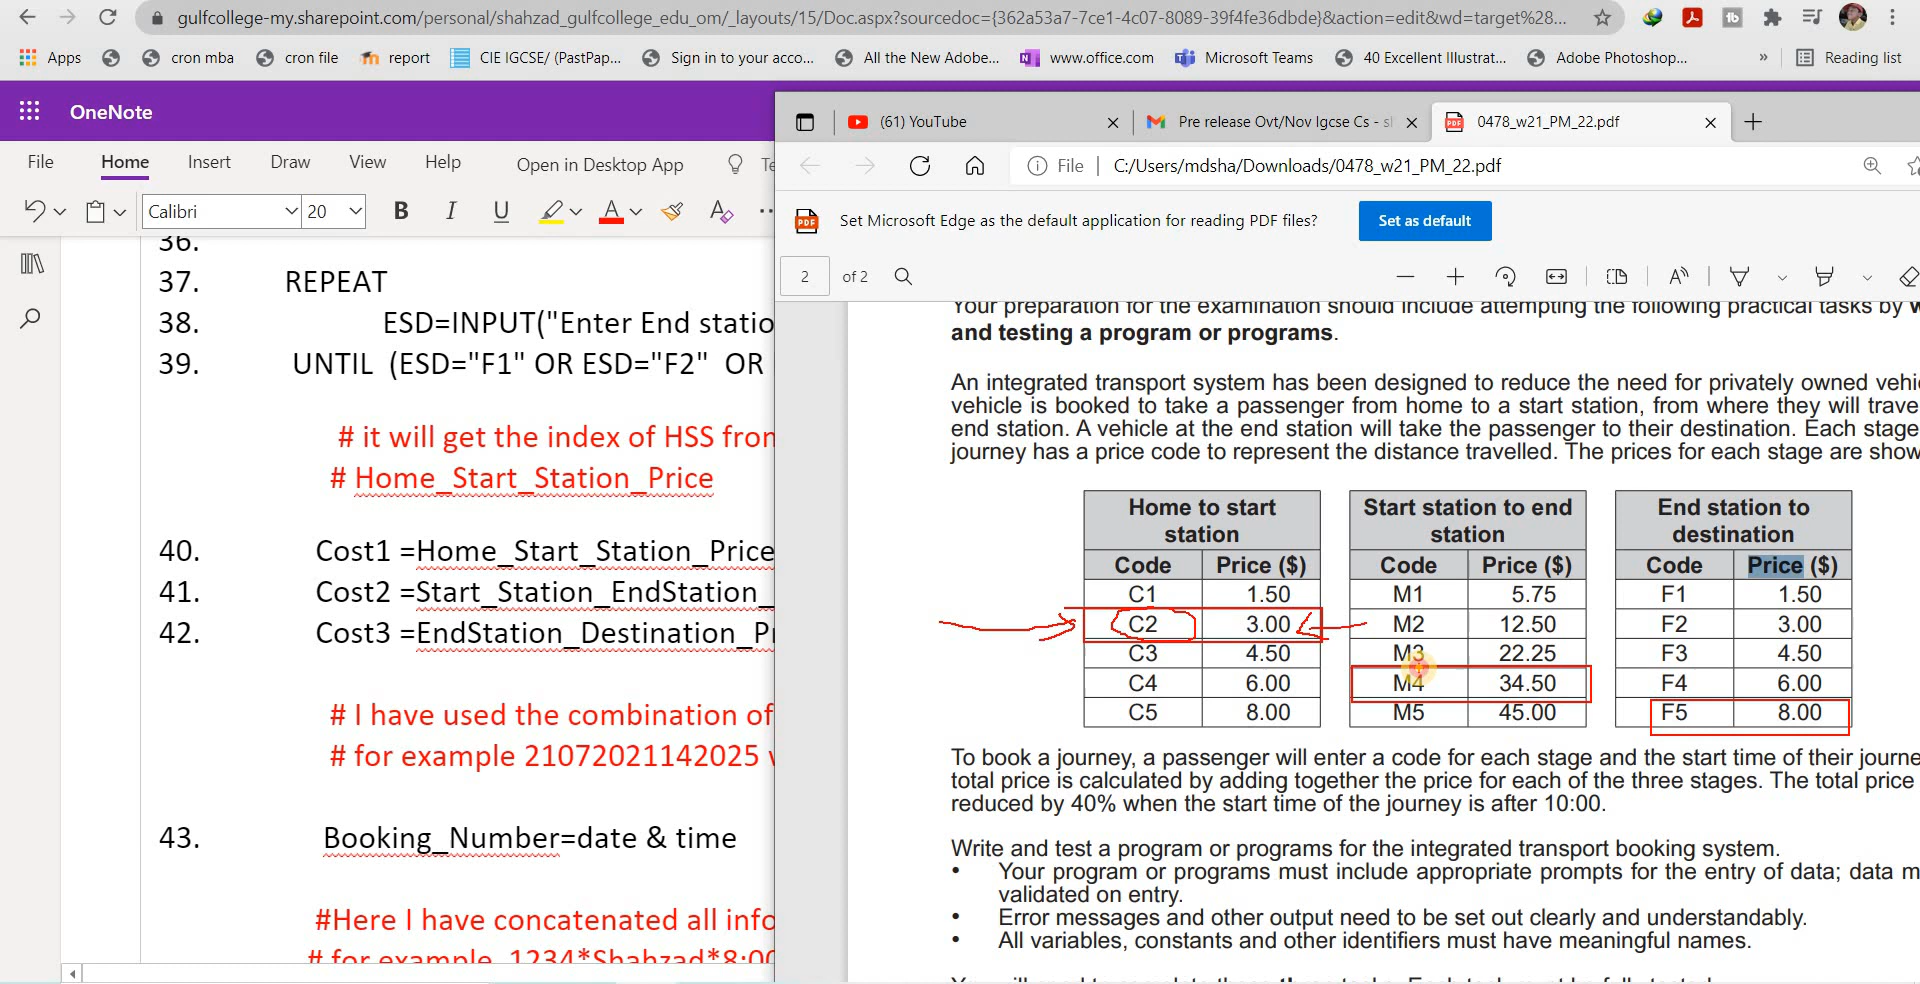 gulfcollege-my.sharepoint.com/personal/shahzad_gulfcollege_edu_om/_layouts/15/Doc.aspx?sourcedoc={362a53a7-7ce1-4c07-8089-39f4fe36dbde}&action=edit&wd=target%28...
Apps cron mba cron file report CIE IGCSE/ (PastPap... Sign in to your acco... All the New Adobe... www.office.com Microsoft Teams 40 Excellent Illustrat... Adobe Photoshop... » Reading list
OneNote
(61) YouTube
Pre release Ovt/Nov Igcse Cs - sh
0478_w21_PM_22.pdf
File Home Insert Draw View Help Open in Desktop App
File C:/Users/mdsha/Downloads/0478_w21_PM_22.pdf
Calibri 20 B I U A
Set Microsoft Edge as the default application for reading PDF files? Set as default
2 of 2
36.
37. REPEAT
38. ESD=INPUT("Enter End statio
39. UNTIL (ESD="F1" OR ESD="F2" OR
# it will get the index of HSS from
# Home_Start_Station_Price
40. Cost1 =Home_Start_Station_Price
41. Cost2 =Start_Station_EndStation_
42. Cost3 =EndStation_Destination_Pr
# I have used the combination of
# for example 21072021142025
43. Booking_Number=date & time
#Here I have concatenated all info
# for example 1234*Shahzad*8:00
Your preparation for the examination should include attempting the following practical tasks by w
and testing a program or programs.
An integrated transport system has been designed to reduce the need for privately owned vehi
vehicle is booked to take a passenger from home to a start station, from where they will trave
end station. A vehicle at the end station will take the passenger to their destination. Each stage
journey has a price code to represent the distance travelled. The prices for each stage are show
Home to start station
Code Price ($)
C1 1.50
C2 3.00
C3 4.50
C4 6.00
C5 8.00
Start station to end station
Code Price ($)
M1 5.75
M2 12.50
M3 22.25
M4 34.50
M5 45.00
End station to destination
Code Price ($)
F1 1.50
F2 3.00
F3 4.50
F4 6.00
F5 8.00
To book a journey, a passenger will enter a code for each stage and the start time of their journe
total price is calculated by adding together the price for each of the three stages. The total price
reduced by 40% when the start time of the journey is after 10:00.
Write and test a program or programs for the integrated transport booking system.
• Your program or programs must include appropriate prompts for the entry of data; data m
validated on entry.
• Error messages and other output need to be set out clearly and understandably.
• All variables, constants and other identifiers must have meaningful names.